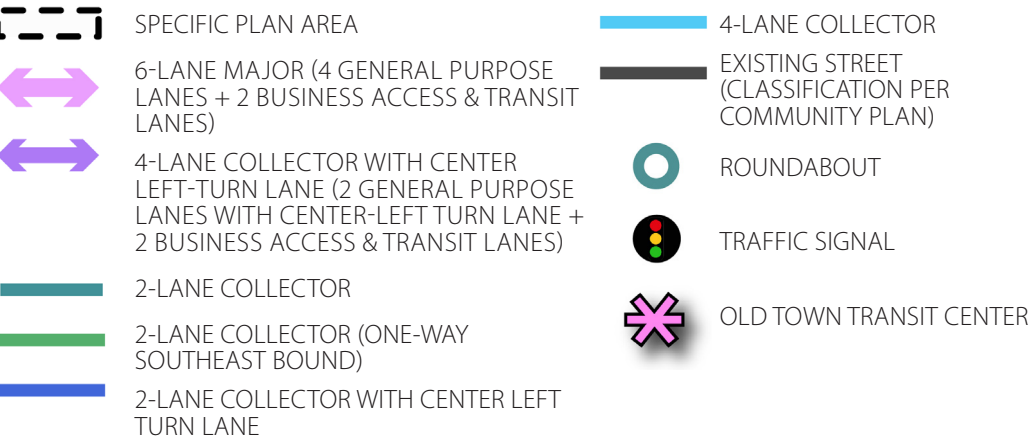 SPECIFIC PLAN AREA
6-LANE MAJOR (4 GENERAL PURPOSE
LANES + 2 BUSINESS ACCESS & TRANSIT
LANES)
4-LANE COLLECTOR WITH CENTER
LEFT-TURN LANE (2 GENERAL PURPOSE
LANES WITH CENTER-LEFT TURN LANE +
2 BUSINESS ACCESS & TRANSIT LANES)
2-LANE COLLECTOR
2-LANE COLLECTOR (ONE-WAY
SOUTHEAST BOUND)
2-LANE COLLECTOR WITH CENTER LEFT
TURN LANE
4-LANE COLLECTOR
EXISTING STREET
(CLASSIFICATION PER
COMMUNITY PLAN)
ROUNDABOUT
TRAFFIC SIGNAL
OLD TOWN TRANSIT CENTER